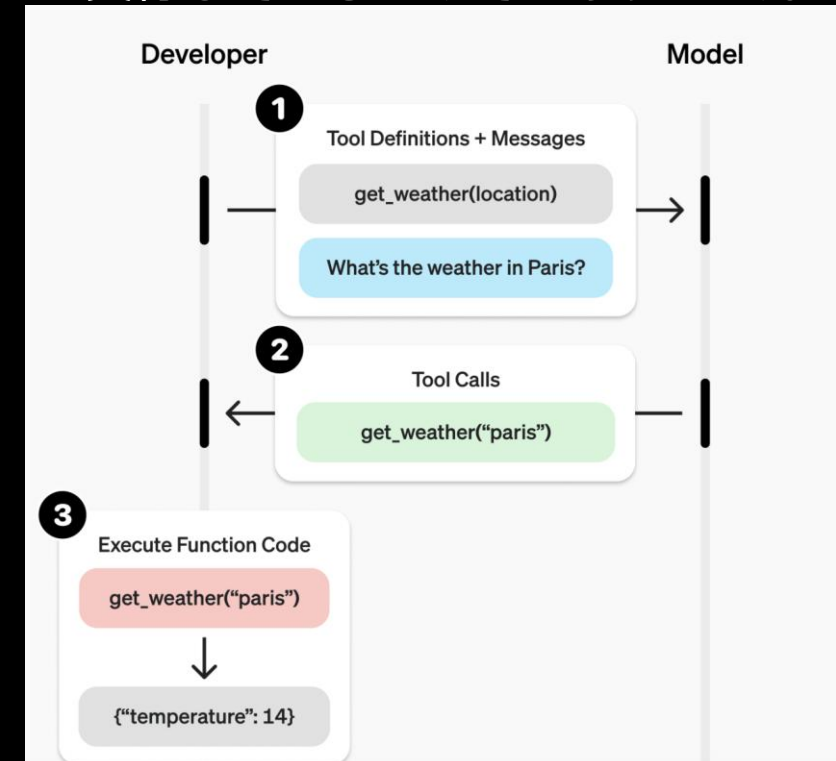 Developer
Model
1
Tool Definitions + Messages
get_weather(location)
What's the weather in Paris?
2
Tool Calls
get_weather(“paris”)
3
Execute Function Code
get_weather(“paris”)
{“temperature”: 14}